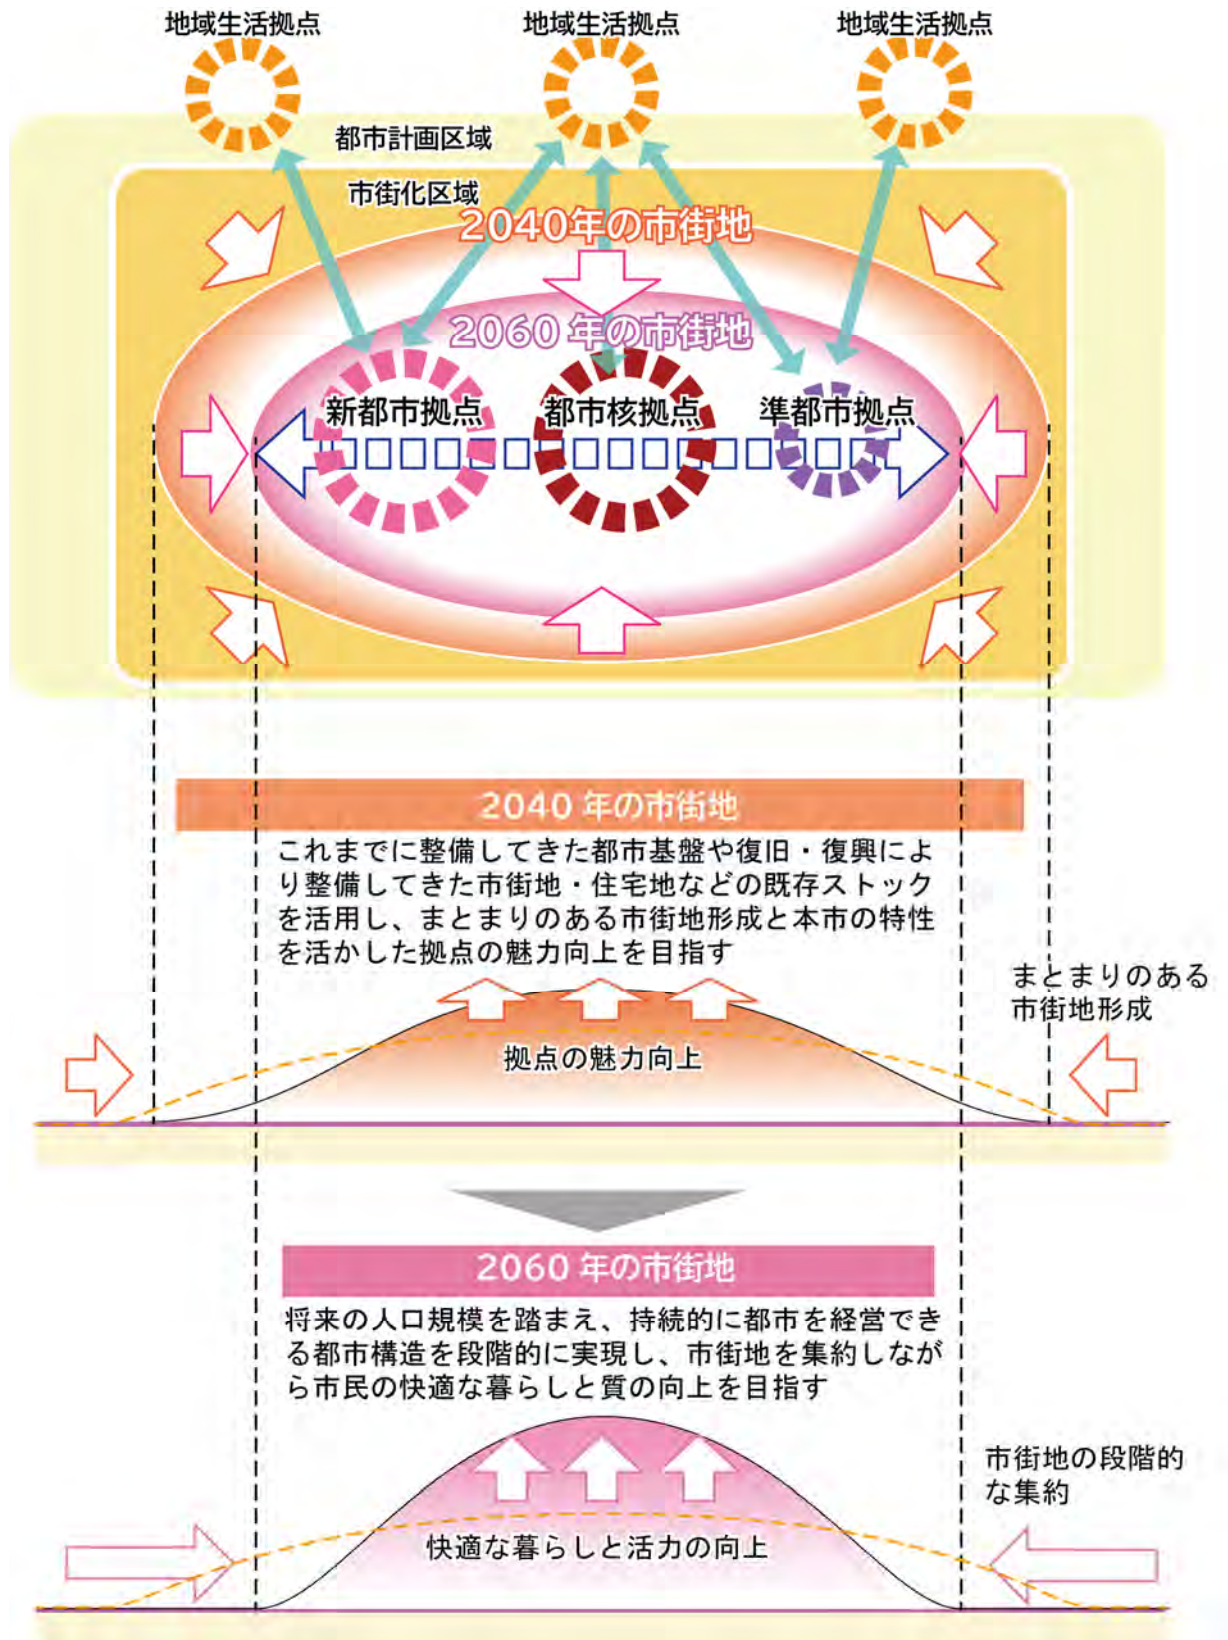 地域生活拠点
地域生活拠点
地域生活拠点
都市計画区域
市街化区域
2040年の市街地
2060年の市街地
新都市拠点
都市核拠点
準都市拠点
2040年の市街地
これまでに整備してきた都市基盤や復旧・復興によ
り整備してきた市街地・住宅地などの既存ストック
を活用し、まとまりのある市街地形成と本市の特性
を活かした拠点の魅力向上を目指す
まとまりのある
市街地形成
拠点の魅力向上
2060年の市街地
将来の人口規模を踏まえ、持続的に都市を経営でき
る都市構造を段階的に実現し、市街地を集約しなが
ら市民の快適な暮らしと質の向上を目指す
市街地の段階的
な集約
快適な暮らしと活力の向上